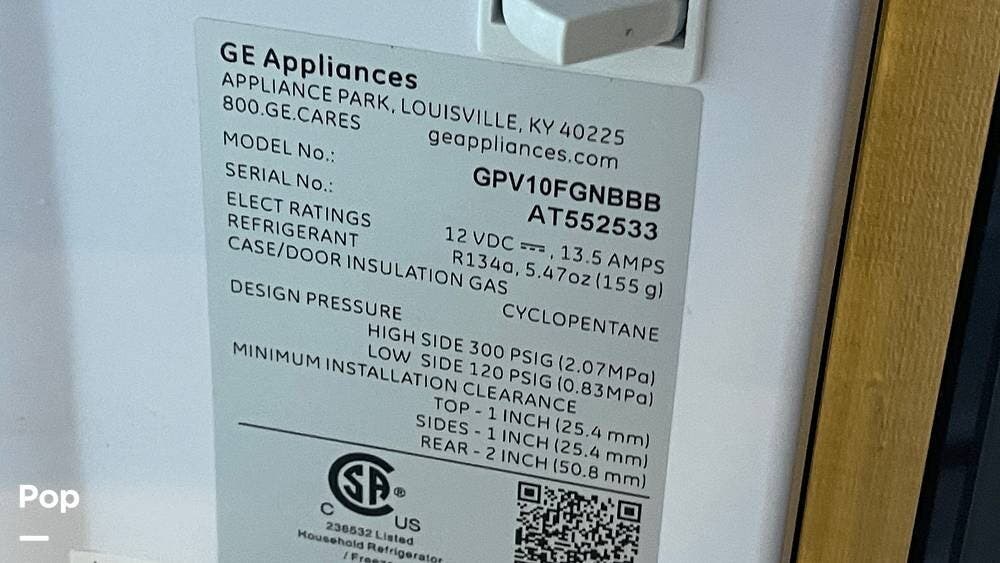 GE Appliances
APPLIANCE PARK, LOUISVILLE, KY 40225
800.GE.CARES geappliances.com
MODEL No.: GPV10FGNBBB
SERIAL No.: AT552533
ELECT RATINGS 12 VDC ⎓, 13.5 AMPS
REFRIGERANT R134a, 5.47oz (155 g)
CASE/DOOR INSULATION GAS
CYCLOPENTANE
DESIGN PRESSURE
HIGH SIDE 300 PSIG (2.07MPa)
LOW SIDE 120 PSIG (0.83MPa)
MINIMUM INSTALLATION CLEARANCE
TOP - 1 INCH (25.4 mm)
SIDES - 1 INCH (25.4 mm)
REAR - 2 INCH (50.8 mm)
CSA®
C US
236532 Listed
Household Refrigerator
Pop